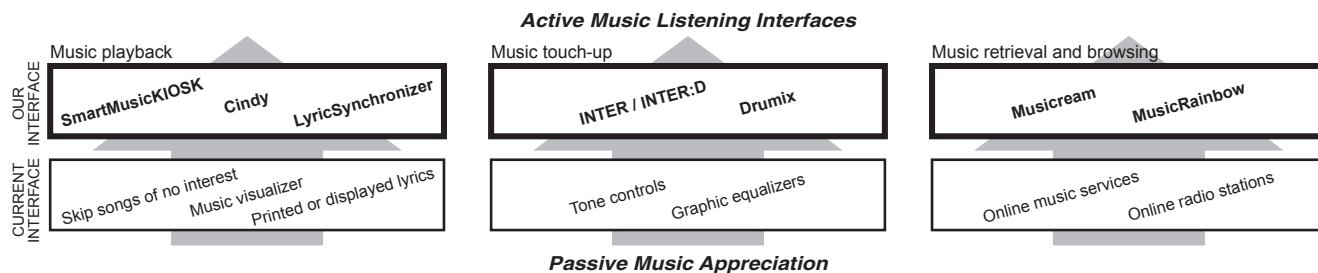 Active Music Listening Interfaces
Music playback
Music touch-up
Music retrieval and browsing
OUR
INTERFACE
SmartMusicKIOSK
Cindy
LyricSynchronizer
INTER / INTER:D
Drumix
Musicream
MusicRainbow
CURRENT
INTERFACE
Skip songs of no interest
Music visualizer
Printed or displayed lyrics
Tone controls
Graphic equalizers
Online music services
Online radio stations
Passive Music Appreciation